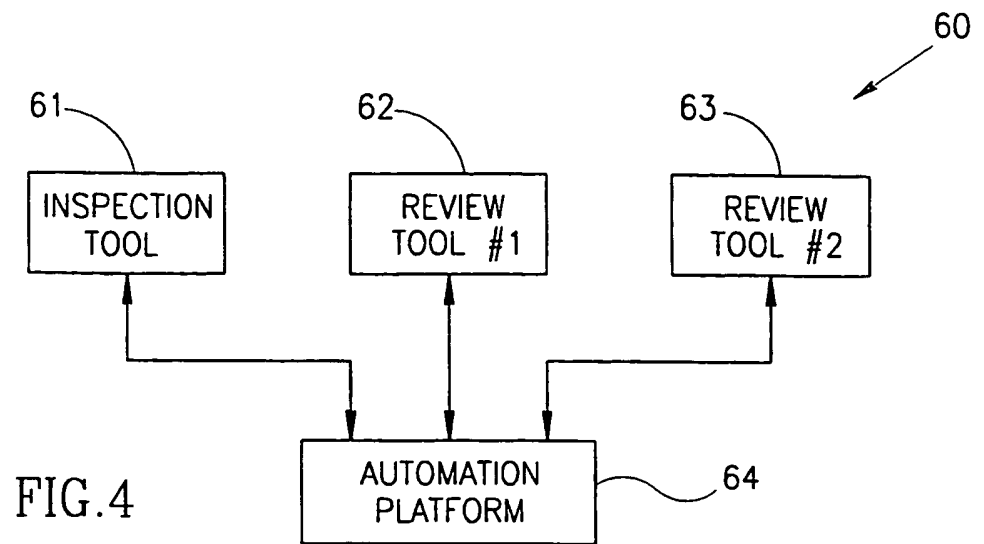 60
61
62
63
INSPECTION
TOOL
REVIEW
TOOL #1
REVIEW
TOOL #2
AUTOMATION
PLATFORM
64
FIG.4